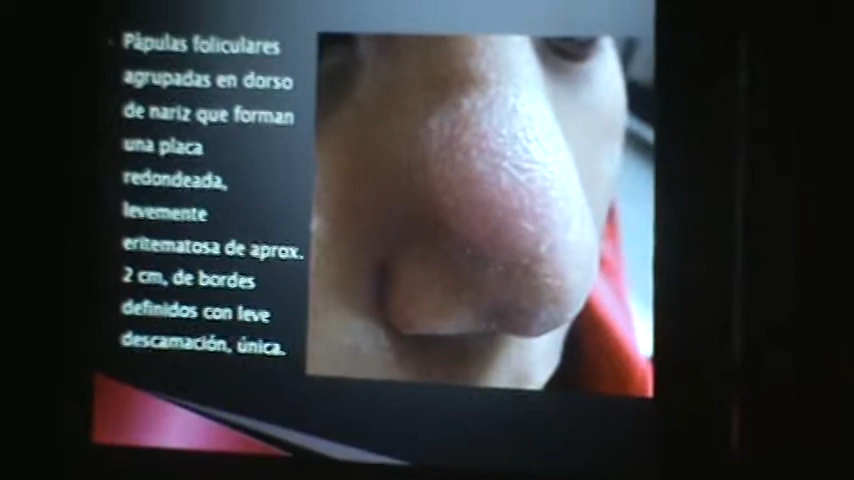 Pápulas foliculares
agrupadas en dorso
de nariz que forman
una placa
redondeada,
levemente
eritematosa de aprox.
2 cm, de bordes
definidos con leve
descamación, única.